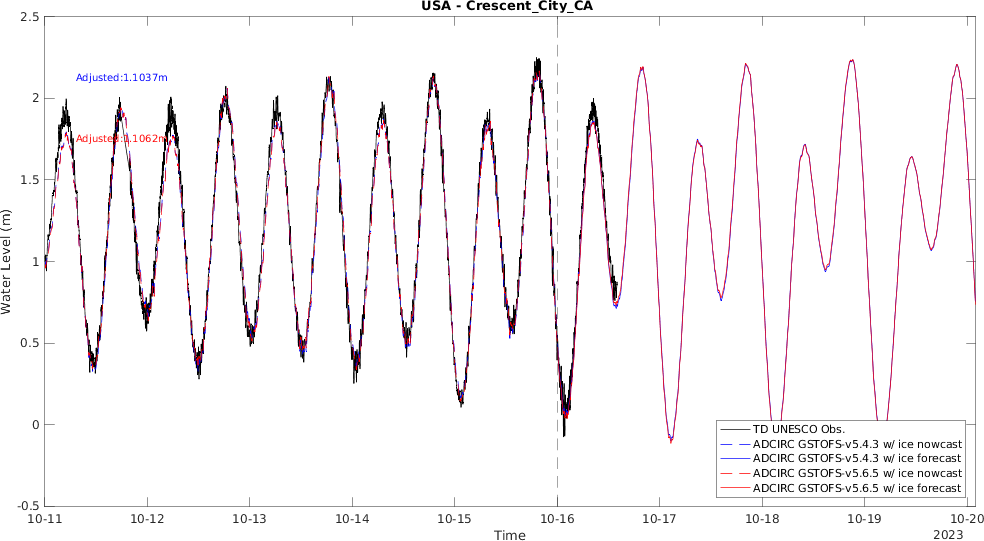 USA - Crescent_City_CA
2.5
2
1.5
1
0.5
0
-0.5
Water Level (m)
Adjusted:1.1037m
Adjusted:1.1062m
TD UNESCO Obs.
ADCIRC GSTOFS-v5.4.3 w/ ice nowcast
ADCIRC GSTOFS-v5.4.3 w/ ice forecast
ADCIRC GSTOFS-v5.6.5 w/ ice nowcast
ADCIRC GSTOFS-v5.6.5 w/ ice forecast
10-11 10-12 10-13 10-14 10-15 10-16 10-17 10-18 10-19 10-20
Time
2023